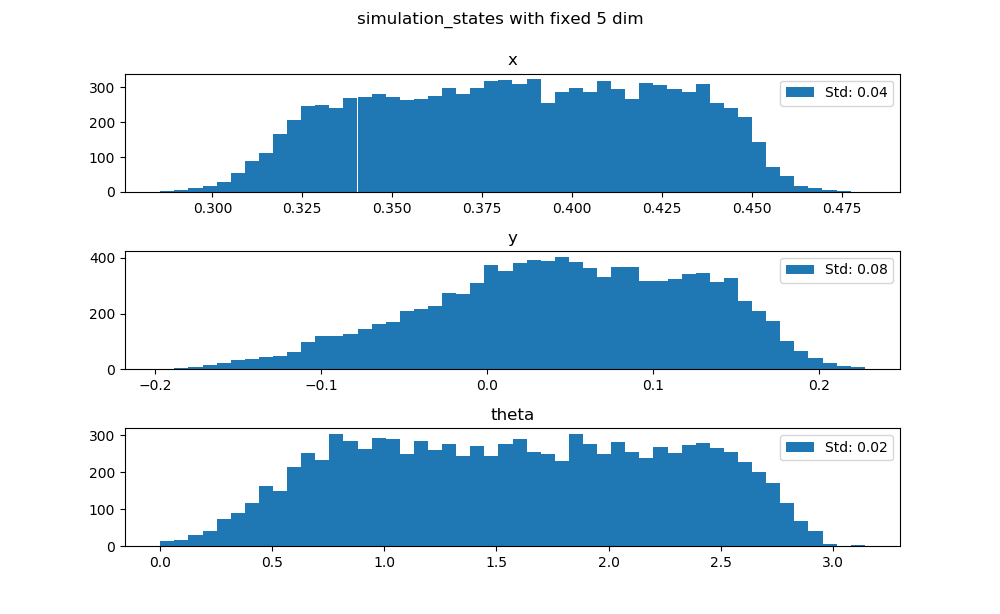 simulation_states with fixed 5 dim
x
300
200
100
0
Std: 0.04
0.300 0.325 0.350 0.375 0.400 0.425 0.450 0.475
y
400
200
0
Std: 0.08
−0.2 −0.1 0.0 0.1 0.2
theta
300
200
100
0
Std: 0.02
0.0 0.5 1.0 1.5 2.0 2.5 3.0